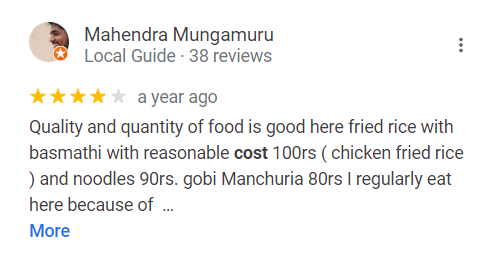 Mahendra Mungamuru
Local Guide · 38 reviews
a year ago
Quality and quantity of food is good here fried rice with
basmathi with reasonable cost 100rs ( chicken fried rice
) and noodles 90rs. gobi Manchuria 80rs I regularly eat
here because of ...
More